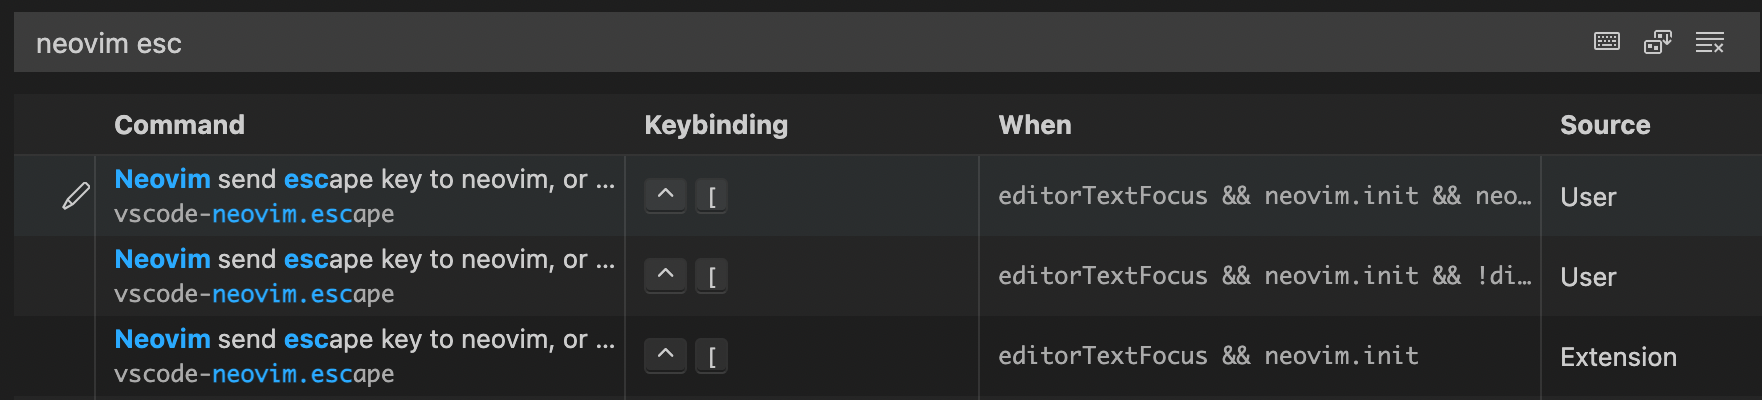 neovim esc
Command Keybinding When Source
Neovim send escape key to neovim, or ...
vscode-neovim.escape
^ [ editorTextFocus && neovim.init && neo… User
Neovim send escape key to neovim, or ...
vscode-neovim.escape
^ [ editorTextFocus && neovim.init && !di… User
Neovim send escape key to neovim, or ...
vscode-neovim.escape
^ [ editorTextFocus && neovim.init Extension